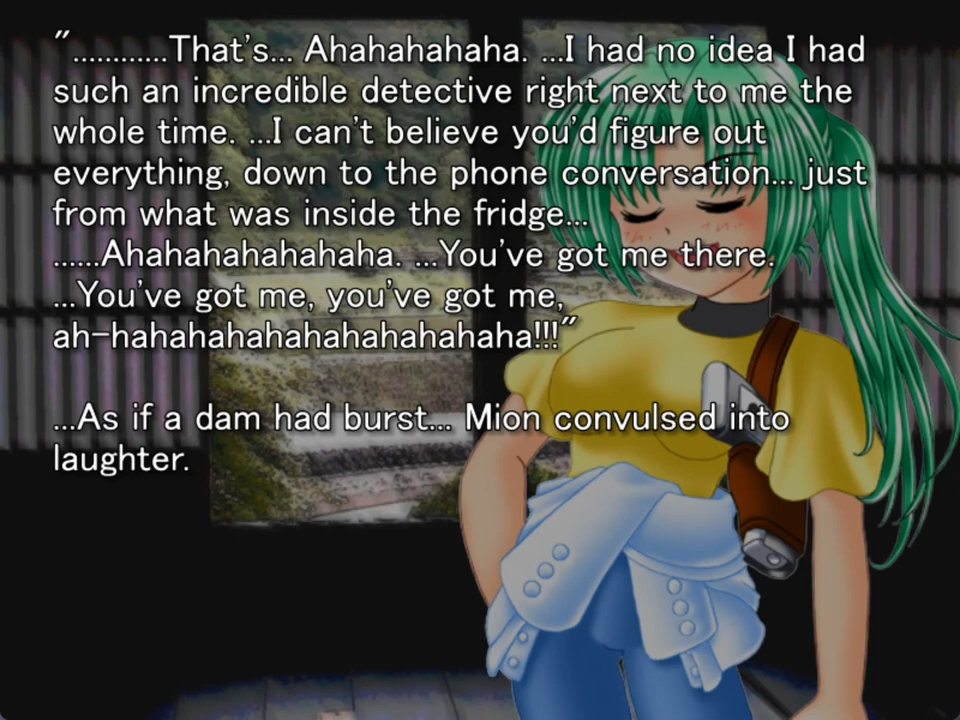 "............That's... Ahahahahaha. ...I had no idea I had
such an incredible detective right next to me the
whole time. ...I can't believe you'd figure out
everything, down to the phone conversation... just
from what was inside the fridge...
......Ahahahahahahaha. ...You've got me there.
...You've got me, you've got me,
ah-hahahahahahahahahahaha!!!"
...As if a dam had burst... Mion convulsed into
laughter.